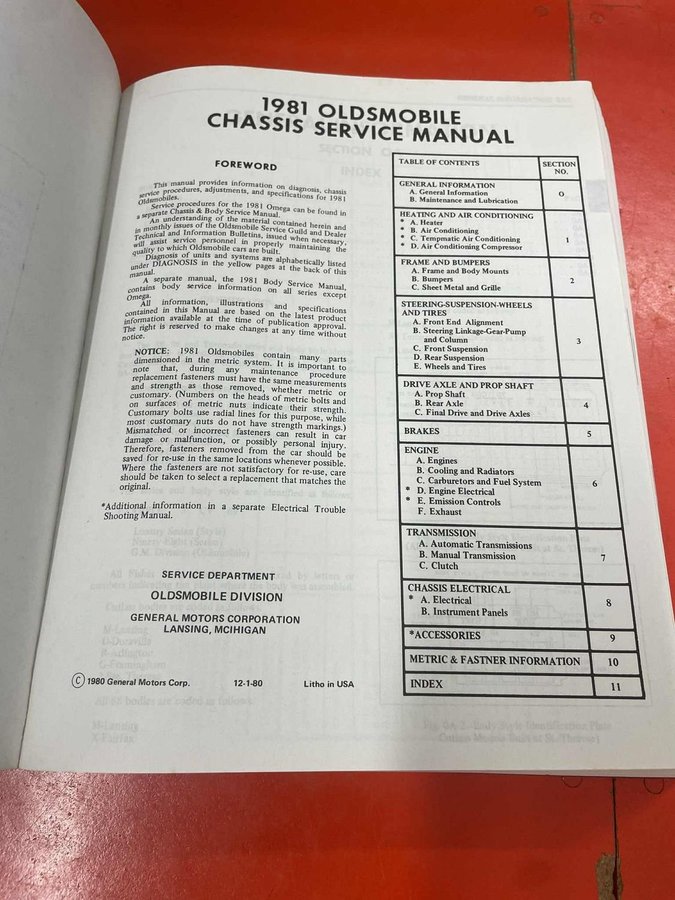 1981 OLDSMOBILE
CHASSIS SERVICE MANUAL
FOREWORD
This manual provides information on diagnosis, chassis
service procedures, adjustments, and specifications for 1981
Oldsmobiles.
Service procedures for the 1981 Omega can be found in
a separate Chassis & Body Service Manual.
An understanding of the material contained herein and
in monthly issues of the Oldsmobile Service Guild and Dealer
Technical and Information Bulletins, issued when necessary,
will assist service personnel in properly maintaining the
quality to which Oldsmobile cars are built.
Diagnosis of units and systems are alphabetically listed
under DIAGNOSIS in the yellow pages at the back of this
manual.
A separate manual, the 1981 Body Service Manual,
contains body service information on all series except
Omega.
All information, illustrations and specifications
contained in this Manual are based on the latest product
information available at the time of publication approval.
The right is reserved to make changes at any time without
notice.
NOTICE: 1981 Oldsmobiles contain many parts
dimensioned in the metric system. It is important to
note that, during any maintenance procedure
replacement fasteners must have the same measurements
and strength as those removed, whether metric or
customary. (Numbers on the heads of metric bolts and
on surfaces of metric nuts indicate their strength.
Customary bolts use radial lines for this purpose, while
most customary nuts do not have strength markings.)
Mismatched or incorrect fasteners can result in car
damage or malfunction, or possibly personal injury.
Therefore, fasteners removed from the car should be
saved for re-use in the same locations whenever possible.
Where the fasteners are not satisfactory for re-use, care
should be taken to select a replacement that matches the
original.
*Additional information in a separate Electrical Trouble
Shooting Manual.
SERVICE DEPARTMENT
OLDSMOBILE DIVISION
GENERAL MOTORS CORPORATION
LANSING, MCIHIGAN
© 1980 General Motors Corp. 12-1-80 Litho in USA
TABLE OF CONTENTS SECTION NO.
GENERAL INFORMATION O
A. General Information
B. Maintenance and Lubrication
HEATING AND AIR CONDITIONING 1
* A. Heater
* B. Air Conditioning
* C. Tempmatic Air Conditioning
* D. Air Conditioning Compressor
FRAME AND BUMPERS 2
A. Frame and Body Mounts
B. Bumpers
C. Sheet Metal and Grille
STEERING-SUSPENSION-WHEELS
AND TIRES 3
A. Front End Alignment
B. Steering Linkage-Gear-Pump
and Column
C. Front Suspension
D. Rear Suspension
E. Wheels and Tires
DRIVE AXLE AND PROP SHAFT 4
A. Prop Shaft
B. Rear Axle
C. Final Drive and Drive Axles
BRAKES 5
ENGINE 6
A. Engines
B. Cooling and Radiators
C. Carburetors and Fuel System
* D. Engine Electrical
* E. Emission Controls
F. Exhaust
TRANSMISSION 7
A. Automatic Transmissions
B. Manual Transmission
C. Clutch
CHASSIS ELECTRICAL 8
* A. Electrical
B. Instrument Panels
*ACCESSORIES 9
METRIC & FASTNER INFORMATION 10
INDEX 11